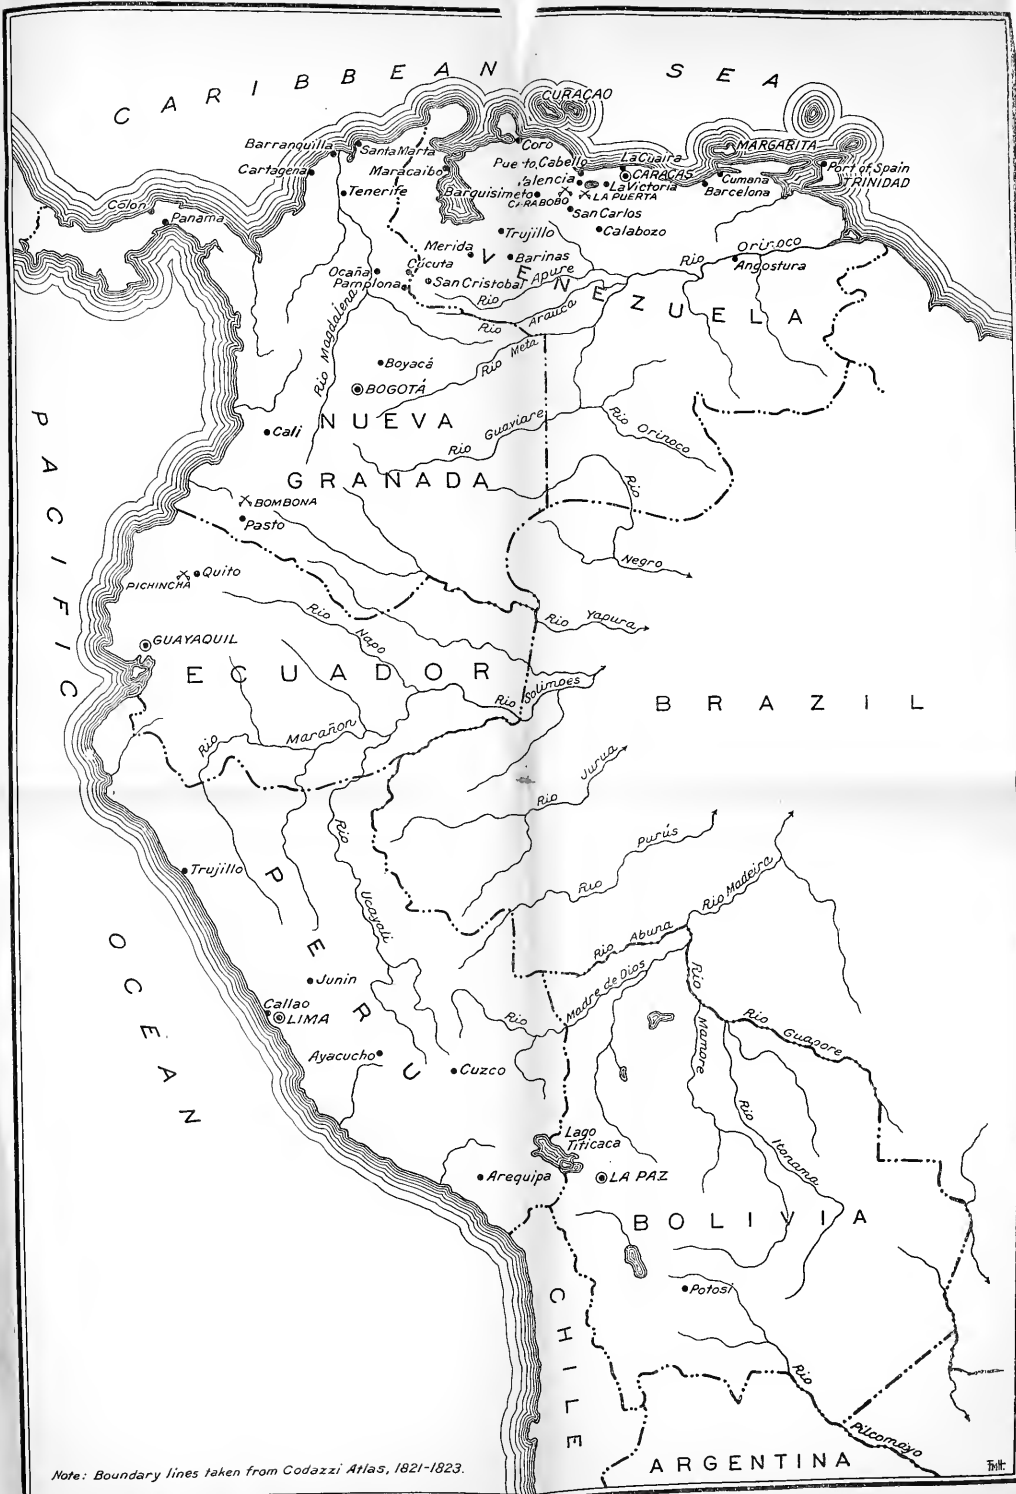 CARIBBEAN SEA
CURAÇAO
Barranquilla
Santa Marta
Coro
MARGARITA
Cartagena
Maracaibo
La Guaira
CARACAS
Port of Spain
TRINIDAD
Tenerife
Barquisimeto
La Victoria
Cumana
CARABOBO
LA PUERTA
Barcelona
Colon
Panama
San Carlos
Trujillo
Calabozo
Merida
Barinas
Rio Orinoco
Angostura
Ocaña
Cúcuta
Pamplona
San Cristobal
Rio Apure
VENEZUELA
Rio Arauca
Rio Magdalena
Rio Meta
Boyacá
BOGOTÁ
NUEVA
GRANADA
Cali
Rio Guaviare
Rio Orinoco
Rio Negro
BOMBONA
Pasto
PICHINCHA
Quito
Rio Yapura
Rio Napo
GUAYAQUIL
ECUADOR
Rio Solimoes
BRAZIL
PACIFIC
OCEAN
Rio Marañon
Rio Jurua
Rio Purús
Rio Ucayali
Trujillo
PERU
Rio Madeira
Rio Abuna
Junin
Rio Madre de Dios
Callao
LIMA
Rio Mamore
Rio Guapore
Ayacucho
Cuzco
Rio Itonama
Lago
Titicaca
Arequipa
LA PAZ
BOLIVIA
Potosi
CHILE
Rio Pilcomayo
ARGENTINA
Note: Boundary lines taken from Codazzi Atlas, 1821-1823.